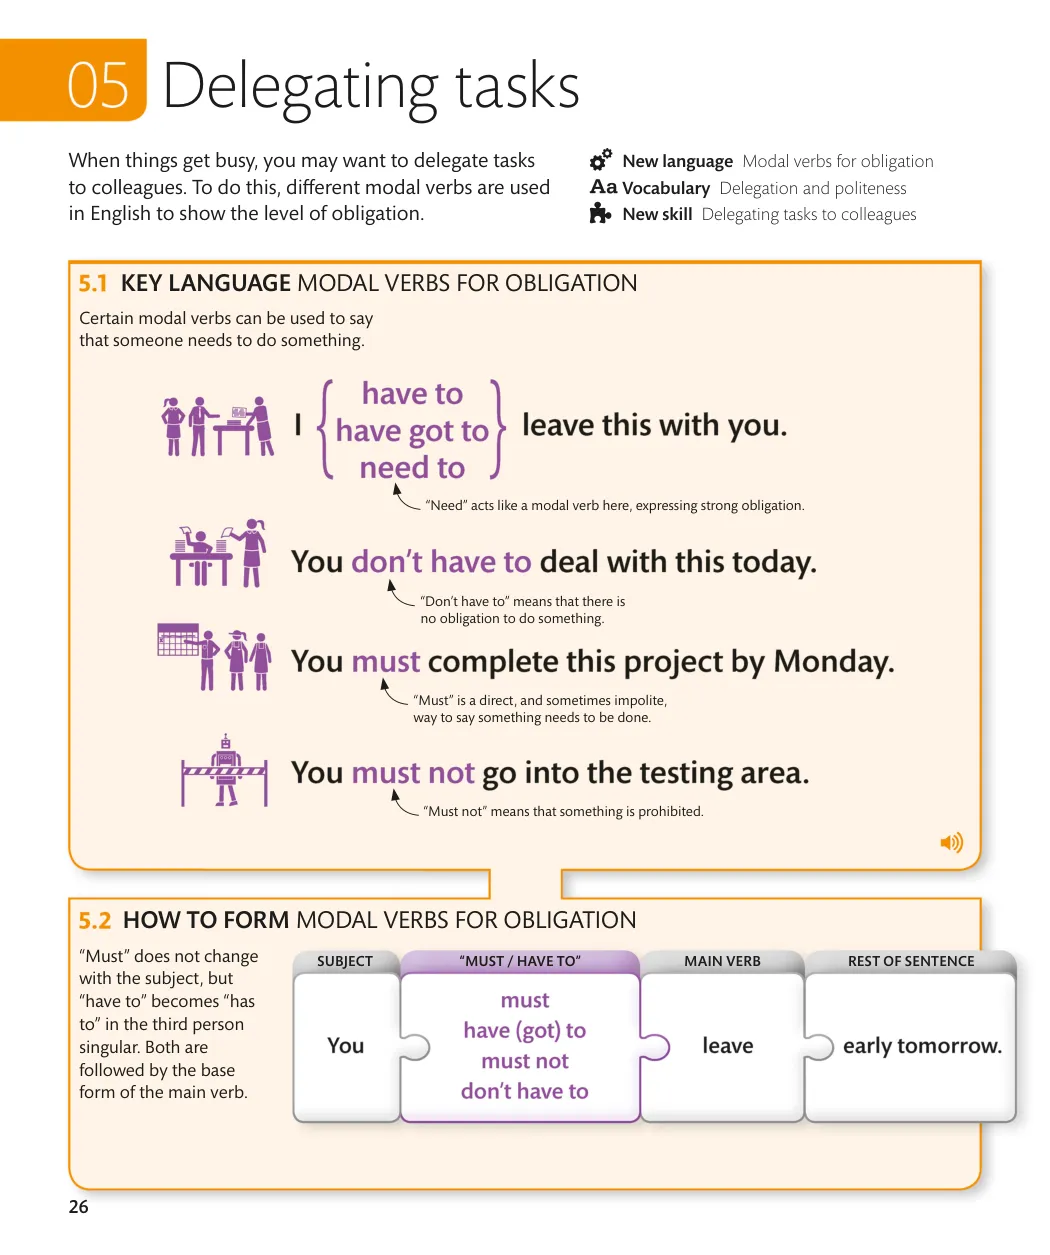 05 Delegating tasks
When things get busy, you may want to delegate tasks
to colleagues. To do this, different modal verbs are used
in English to show the level of obligation.
New language Modal verbs for obligation
Aa Vocabulary Delegation and politeness
New skill Delegating tasks to colleagues
5.1 KEY LANGUAGE MODAL VERBS FOR OBLIGATION
Certain modal verbs can be used to say
that someone needs to do something.
have to
I have got to leave this with you.
need to
“Need” acts like a modal verb here, expressing strong obligation.
You don’t have to deal with this today.
“Don’t have to” means that there is
no obligation to do something.
You must complete this project by Monday.
“Must” is a direct, and sometimes impolite,
way to say something needs to be done.
You must not go into the testing area.
“Must not” means that something is prohibited.
5.2 HOW TO FORM MODAL VERBS FOR OBLIGATION
“Must” does not change
with the subject, but
“have to” becomes “has
to” in the third person
singular. Both are
followed by the base
form of the main verb.
SUBJECT “MUST / HAVE TO” MAIN VERB REST OF SENTENCE
must
have (got) to
You leave early tomorrow.
must not
don’t have to
26